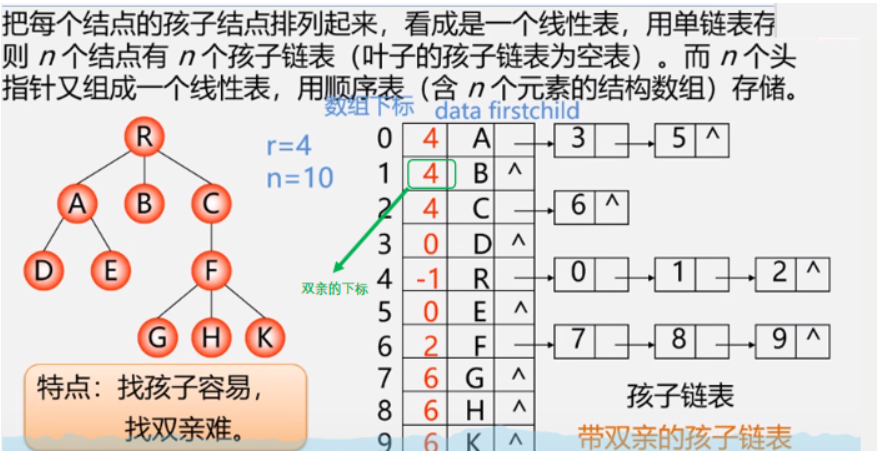 把每个结点的孩子结点排列起来，看成是一个线性表，用单链表存
则 n 个结点有 n 个孩子链表（叶子的孩子链表为空表）。而 n 个头
指针又组成一个线性表，用顺序表（含 n 个元素的结构数组）存储。
数组下标 data firstchild
R
A B C
D E F
G H K
r=4
n=10
0 4 A 3 5 ^
1 4 B ^
2 4 C 6 ^
3 0 D ^
4 -1 R 0 1 2 ^
5 0 E ^
6 2 F 7 8 9 ^
7 6 G ^
8 6 H ^
9 6 K ^
双亲的下标
特点：找孩子容易，
找双亲难。
孩子链表
带双亲的孩子链表